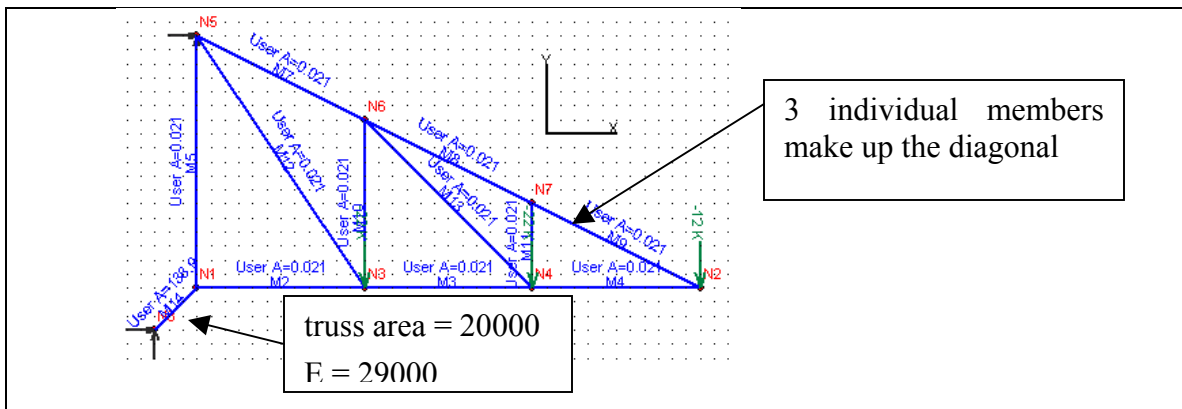 N5
User A=0.021
M7
Y
X
3 individual members
make up the diagonal
N6
User A=0.021
M5
User A=0.021
M12
User A=0.021
M8
User A=0.021
M10
User A=0.021
M13
N7
User A=0.021
M11
User A=0.021
M9
-12 K
N1
User A=0.021
M2
N3
User A=0.021
M3
N4
User A=0.021
M4
N2
M14
truss area = 20000
E = 29000